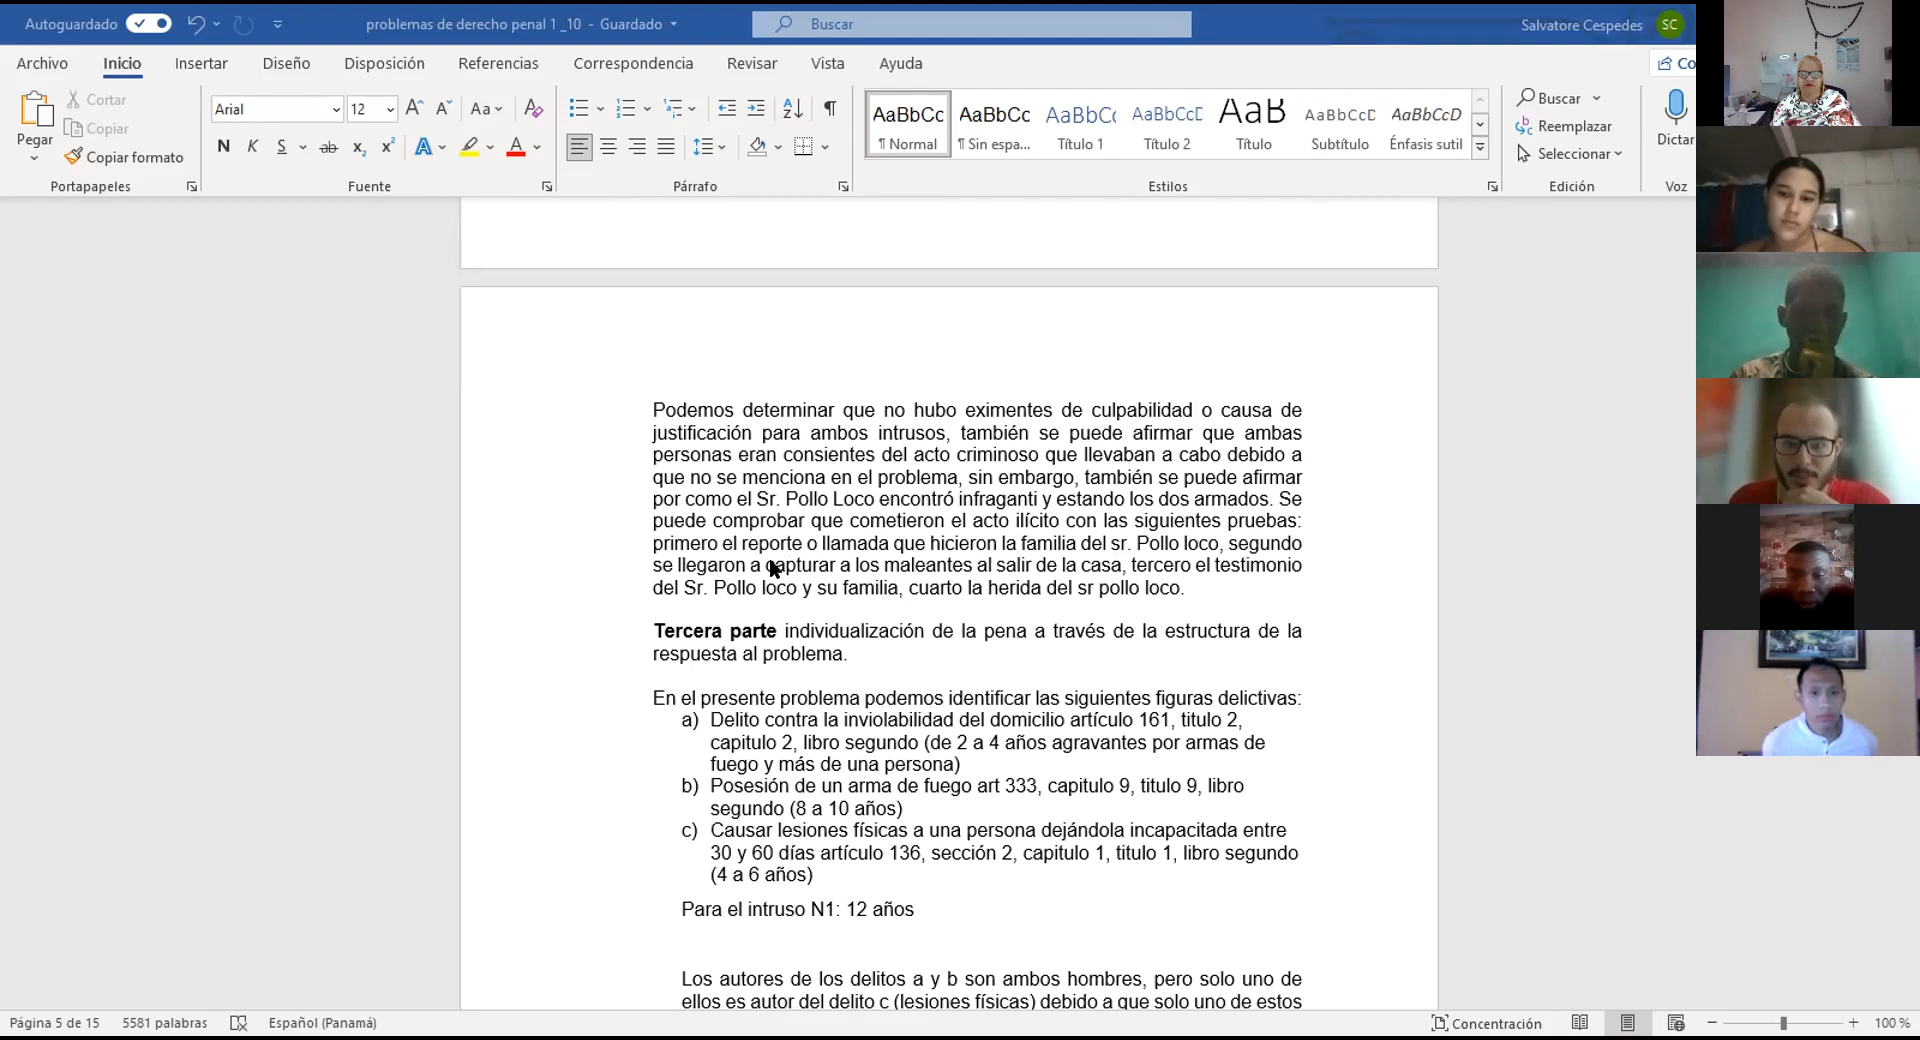 Autoguardado
problemas de derecho penal 1 _10 - Guardado
Buscar
Salvatore Cespedes
SC
Archivo
Inicio
Insertar
Diseño
Disposición
Referencias
Correspondencia
Revisar
Vista
Ayuda
Co
Pegar
Cortar
Copiar
Copiar formato
Portapapeles
Arial
12
Aa
N K S ab x₂ x²
Fuente
Párrafo
AaBbCc
¶ Normal
AaBbCc
¶ Sin espa...
AaBbC
Título 1
AaBbCcD
Título 2
AaB
Título
AaBbCcD
Subtítulo
AaBbCcD
Énfasis sutil
Estilos
Buscar
Reemplazar
Seleccionar
Edición
Dictar
Voz
Podemos determinar que no hubo eximentes de culpabilidad o causa de
justificación para ambos intrusos, también se puede afirmar que ambas
personas eran consientes del acto criminoso que llevaban a cabo debido a
que no se menciona en el problema, sin embargo, también se puede afirmar
por como el Sr. Pollo Loco encontró infraganti y estando los dos armados. Se
puede comprobar que cometieron el acto ilícito con las siguientes pruebas:
primero el reporte o llamada que hicieron la familia del sr. Pollo loco, segundo
se llegaron a capturar a los maleantes al salir de la casa, tercero el testimonio
del Sr. Pollo loco y su familia, cuarto la herida del sr pollo loco.
Tercera parte individualización de la pena a través de la estructura de la
respuesta al problema.
En el presente problema podemos identificar las siguientes figuras delictivas:
a) Delito contra la inviolabilidad del domicilio artículo 161, titulo 2,
capitulo 2, libro segundo (de 2 a 4 años agravantes por armas de
fuego y más de una persona)
b) Posesión de un arma de fuego art 333, capitulo 9, titulo 9, libro
segundo (8 a 10 años)
c) Causar lesiones físicas a una persona dejándola incapacitada entre
30 y 60 días artículo 136, sección 2, capitulo 1, titulo 1, libro segundo
(4 a 6 años)
Para el intruso N1: 12 años
Los autores de los delitos a y b son ambos hombres, pero solo uno de
ellos es autor del delito c (lesiones físicas) debido a que solo uno de estos
Página 5 de 15
5581 palabras
Español (Panamá)
Concentración
100 %